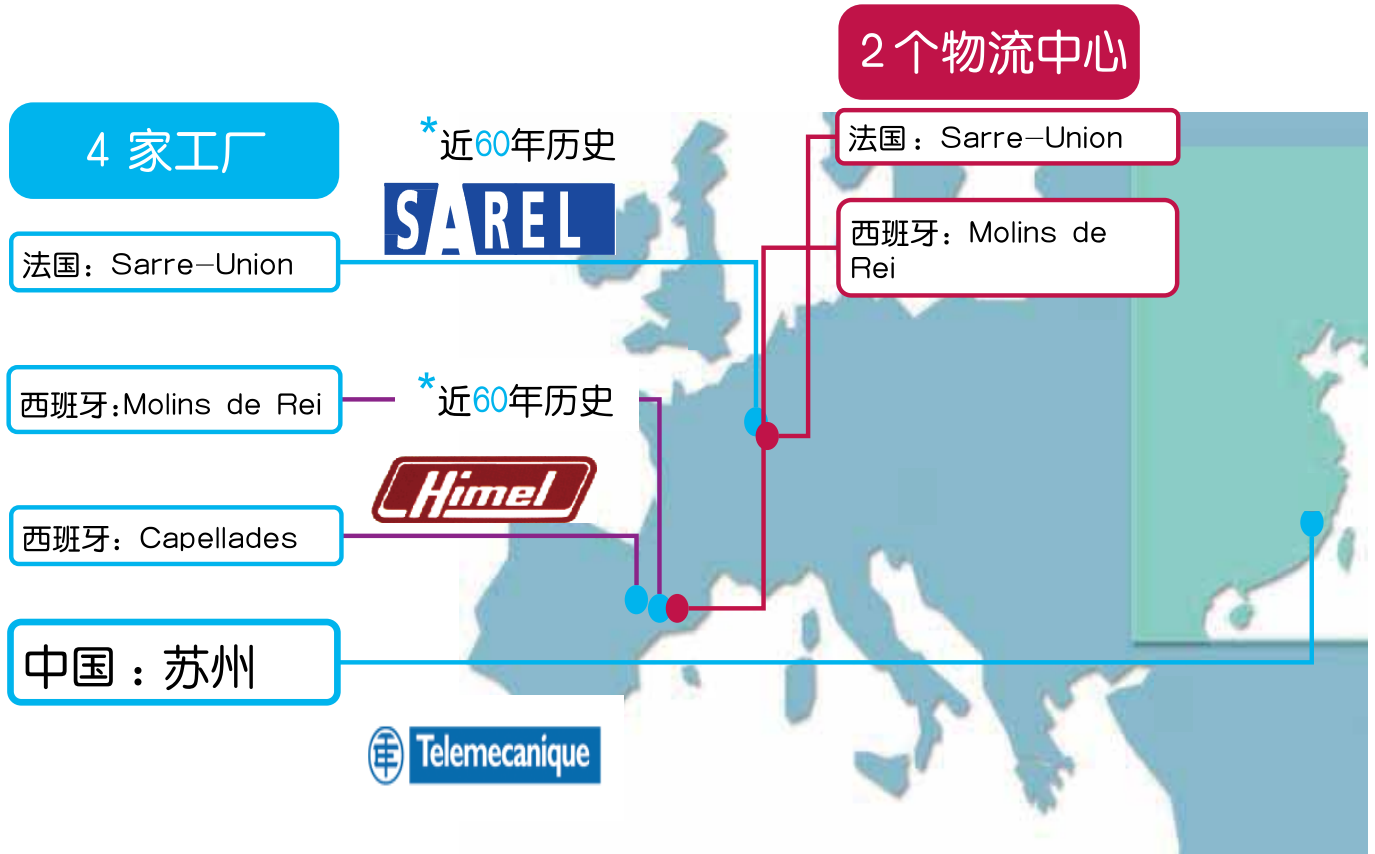 2个物流中心
法国：Sarre-Union
西班牙：Molins de
Rei
4 家工厂
*近60年历史
SAREL
法国：Sarre-Union
西班牙:Molins de Rei
*近60年历史
Himel
西班牙：Capellades
中国：苏州
Telemecanique